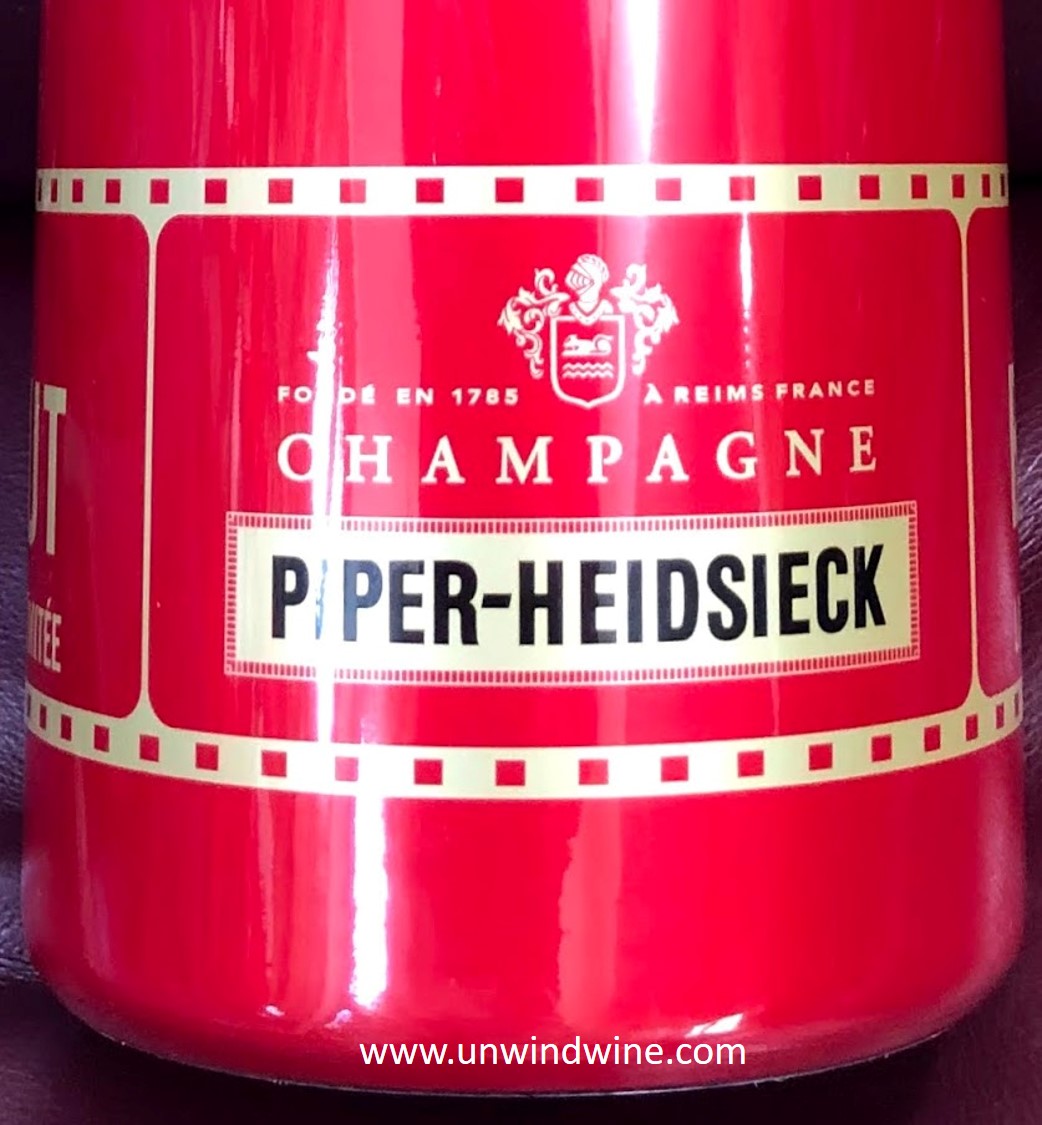 FONDÉ EN 1785 À REIMS FRANCE
CHAMPAGNE
PIPER-HEIDSIECK
www.unwindwine.com